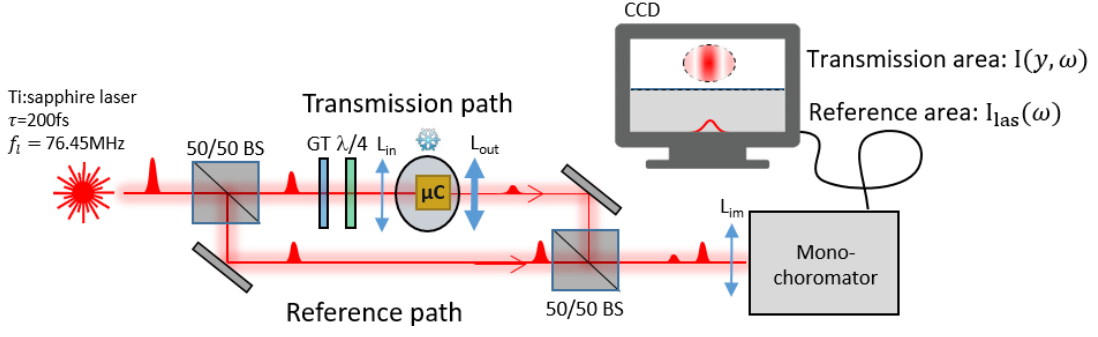 CCD
Transmission area: I(y, ω)
Reference area: I_las(ω)
Ti:sapphire laser
τ=200fs
f_l = 76.45MHz
Transmission path
50/50 BS
GT λ/4 L_in
L_out
μC
L_im
Mono-
choromator
50/50 BS
Reference path